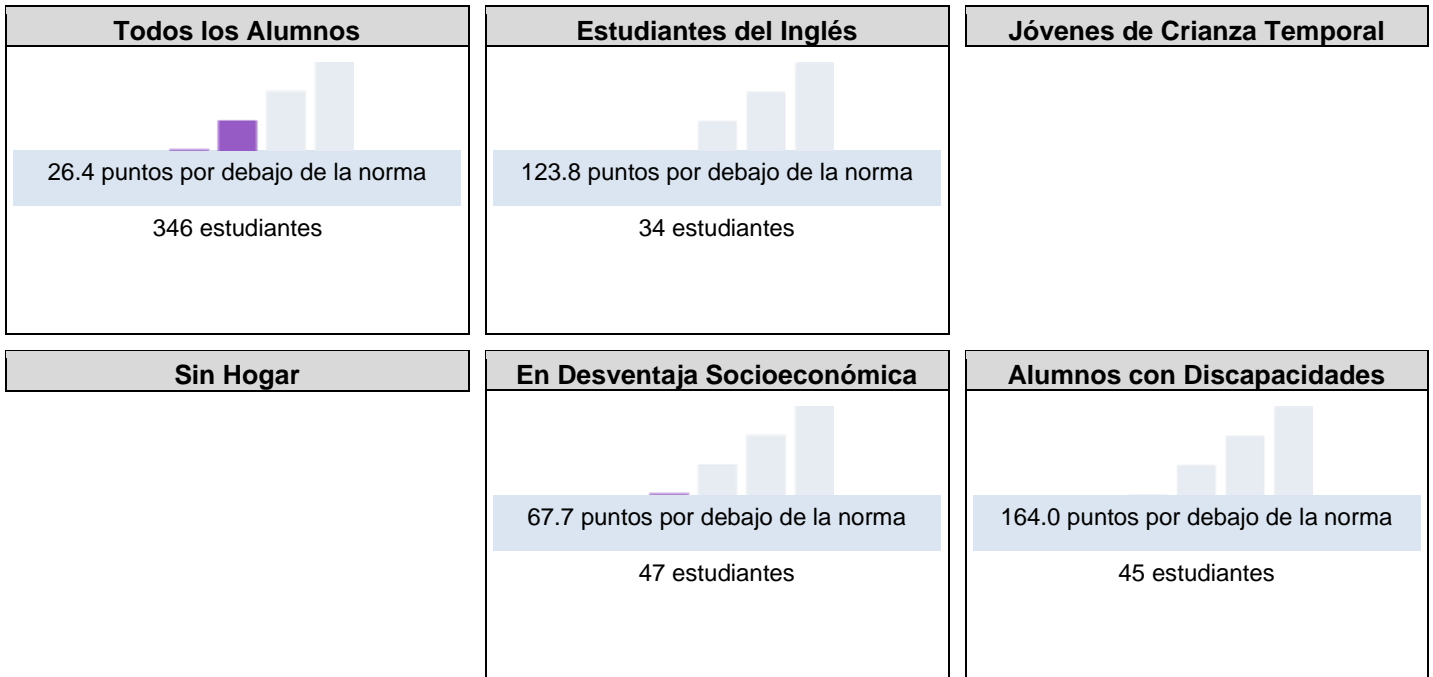 Todos los Alumnos
26.4 puntos por debajo de la norma
346 estudiantes
Estudiantes del Inglés
123.8 puntos por debajo de la norma
34 estudiantes
Jóvenes de Crianza Temporal
Sin Hogar
En Desventaja Socioeconómica
67.7 puntos por debajo de la norma
47 estudiantes
Alumnos con Discapacidades
164.0 puntos por debajo de la norma
45 estudiantes